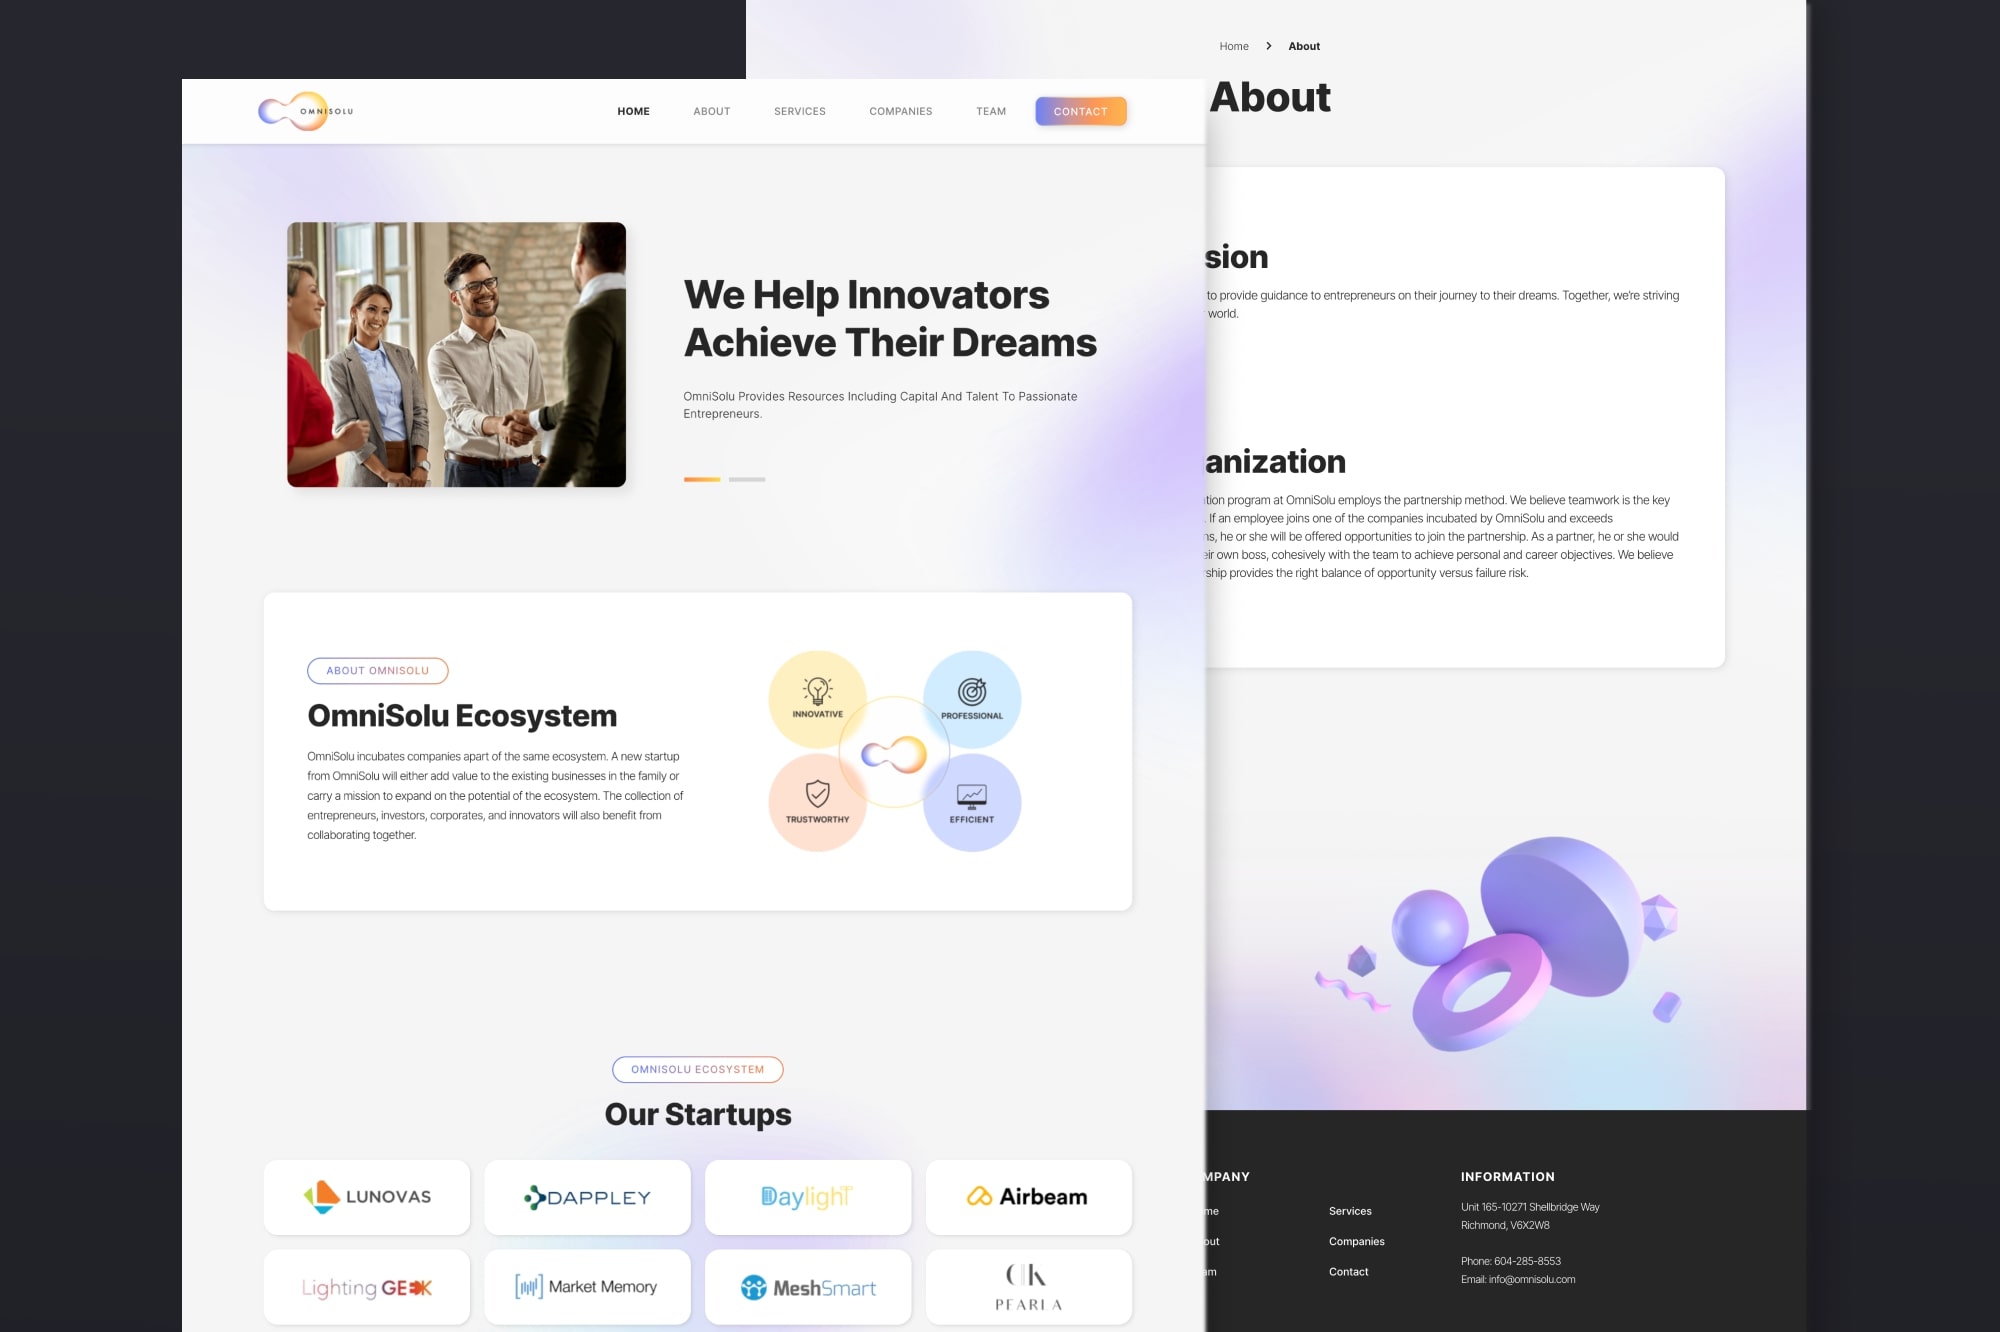 OMNISOLU
HOME
ABOUT
SERVICES
COMPANIES
TEAM
CONTACT
We Help Innovators
Achieve Their Dreams
OmniSolu Provides Resources Including Capital And Talent To Passionate
Entrepreneurs.
ABOUT OMNISOLU
OmniSolu Ecosystem
OmniSolu incubates companies apart of the same ecosystem. A new startup
from OmniSolu will either add value to the existing businesses in the family or
carry a mission to expand on the potential of the ecosystem. The collection of
entrepreneurs, investors, corporates, and innovators will also benefit from
collaborating together.
INNOVATIVE
PROFESSIONAL
TRUSTWORTHY
EFFICIENT
OMNISOLU ECOSYSTEM
Our Startups
LUNOVAS
DAPPLEY
Daylight
Airbeam
Lighting GEEK
Market Memory
MeshSmart
PEARLA
Home > About
About
sion
to provide guidance to entrepreneurs on their journey to their dreams. Together, we're striving
world.
anization
tion program at OmniSolu employs the partnership method. We believe teamwork is the key
. If an employee joins one of the companies incubated by OmniSolu and exceeds
ns, he or she will be offered opportunities to join the partnership. As a partner, he or she would
eir own boss, cohesively with the team to achieve personal and career objectives. We believe
rship provides the right balance of opportunity versus failure risk.
MPANY
me
out
am
Services
Companies
Contact
INFORMATION
Unit 165-10271 Shellbridge Way
Richmond, V6X2W8
Phone: 604-285-8553
Email: info@omnisolu.com